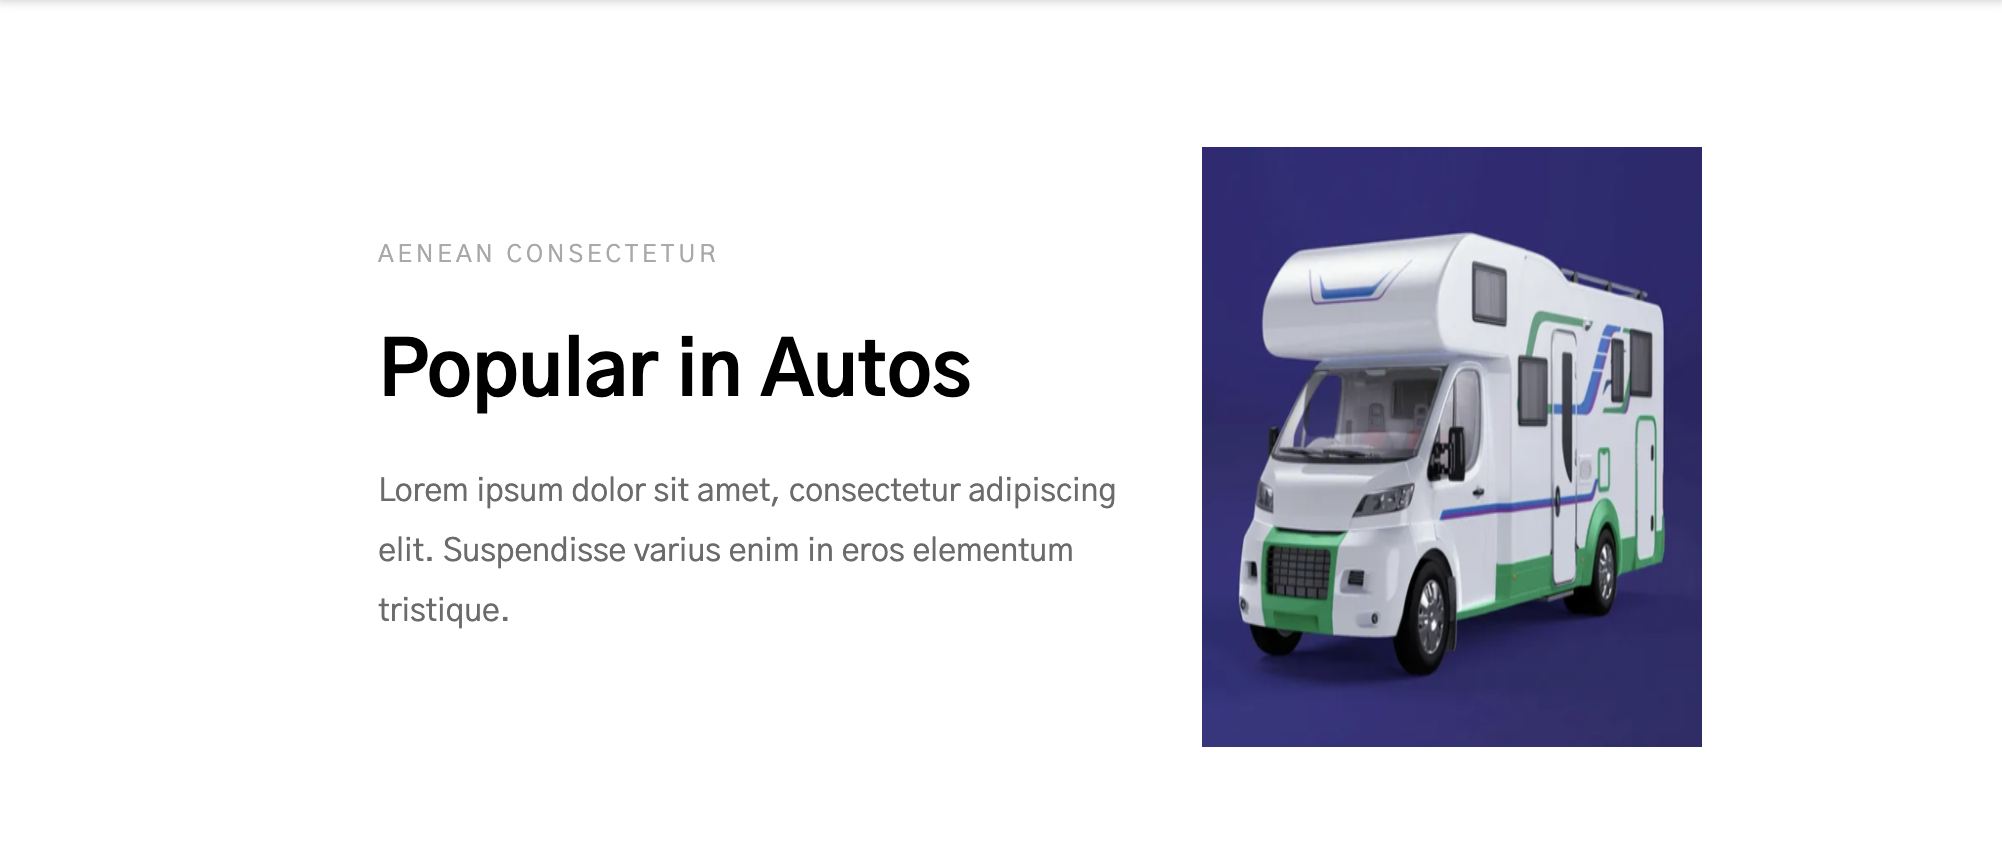 AENEAN CONSECTETUR
Popular in Autos
Lorem ipsum dolor sit amet, consectetur adipiscing
elit. Suspendisse varius enim in eros elementum
tristique.